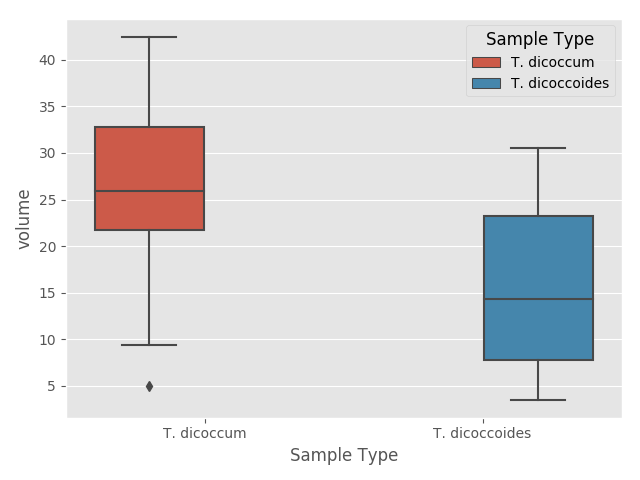 Sample Type
T. dicoccum
T. dicoccoides
volume
40
35
30
25
20
15
10
5
T. dicoccum T. dicoccoides
Sample Type